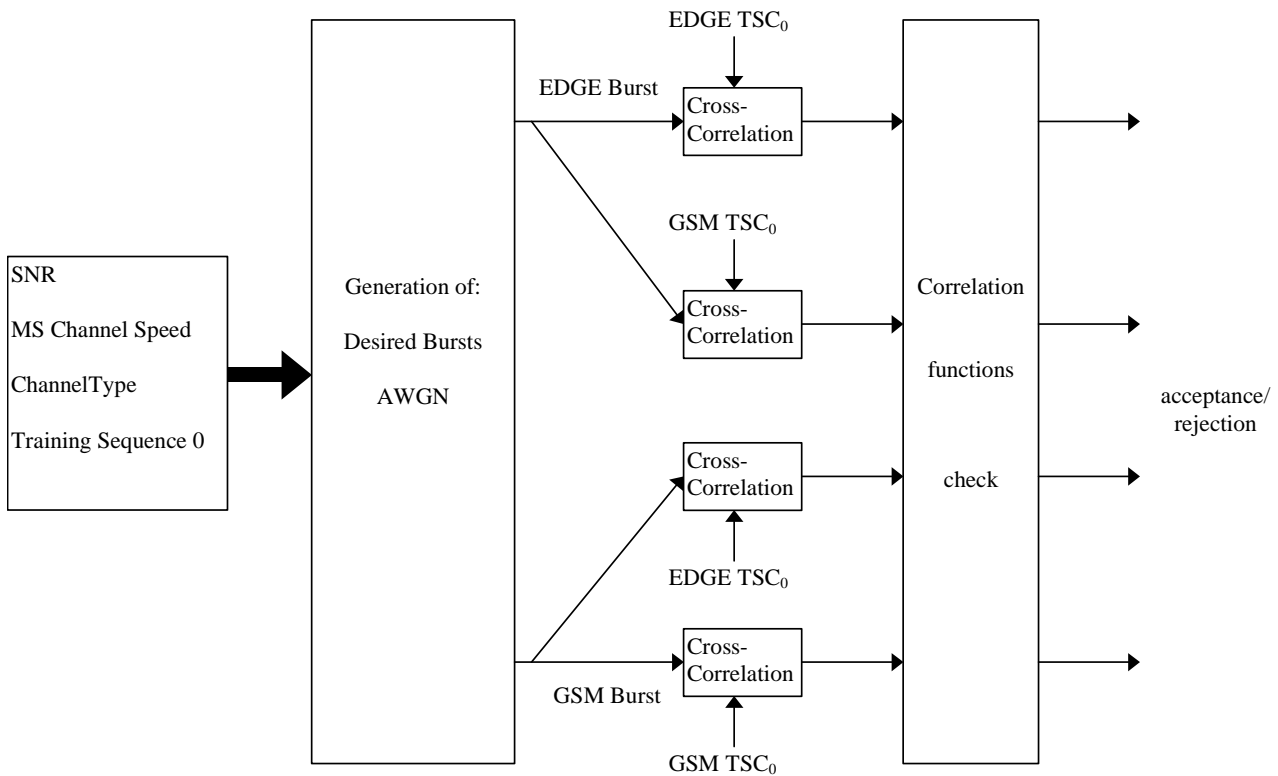 SNR
MS Channel Speed
ChannelType
Training Sequence 0
Generation of:
Desired Bursts
AWGN
EDGE TSC₀
EDGE Burst
Cross-
Correlation
GSM TSC₀
Cross-
Correlation
Cross-
Correlation
EDGE TSC₀
Cross-
Correlation
GSM Burst
GSM TSC₀
Correlation
functions
check
acceptance/
rejection